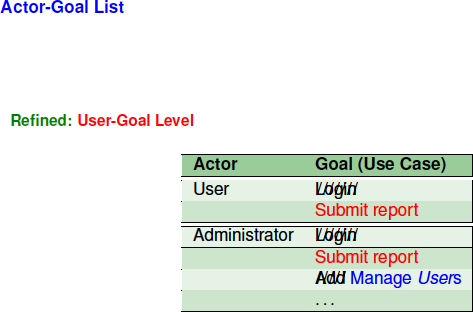 Actor-Goal List
Refined: User-Goal Level
Actor Goal (Use Case)
User Login
Submit report
Administrator Login
Submit report
Add Manage Users
...